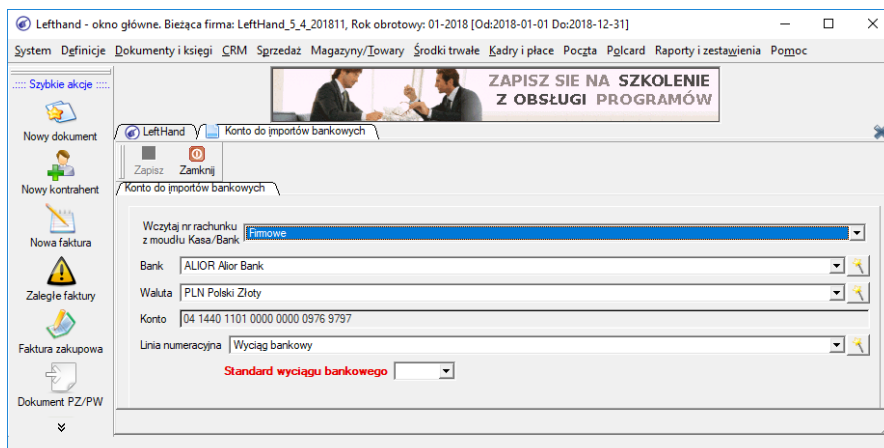 Lefthand - okno główne. Bieżąca firma: LeftHand_5_4_201811, Rok obrotowy: 01-2018 [Od:2018-01-01 Do:2018-12-31]
System Definicje Dokumenty i księgi CRM Sprzedaż Magazyny/Towary Środki trwałe Kadry i płace Poczta Polcard Raporty i zestawienia Pomoc
.:::: Szybkie akcje ::::.
ZAPISZ SIE NA SZKOLENIE
Z OBSŁUGI PROGRAMÓW
Nowy dokument
LeftHand
Konto do importów bankowych
Zapisz
Zamknij
Nowy kontrahent
Konto do importów bankowych
Nowa faktura
Wczytaj nr rachunku
z moudłu Kasa/Bank
Firmowe
Bank
ALIOR Alior Bank
Zaległe faktury
Waluta
PLN Polski Złoty
Konto
04 1440 1101 0000 0000 0976 9797
Faktura zakupowa
Linia numeracyjna
Wyciąg bankowy
Standard wyciągu bankowego
Dokument PZ/PW